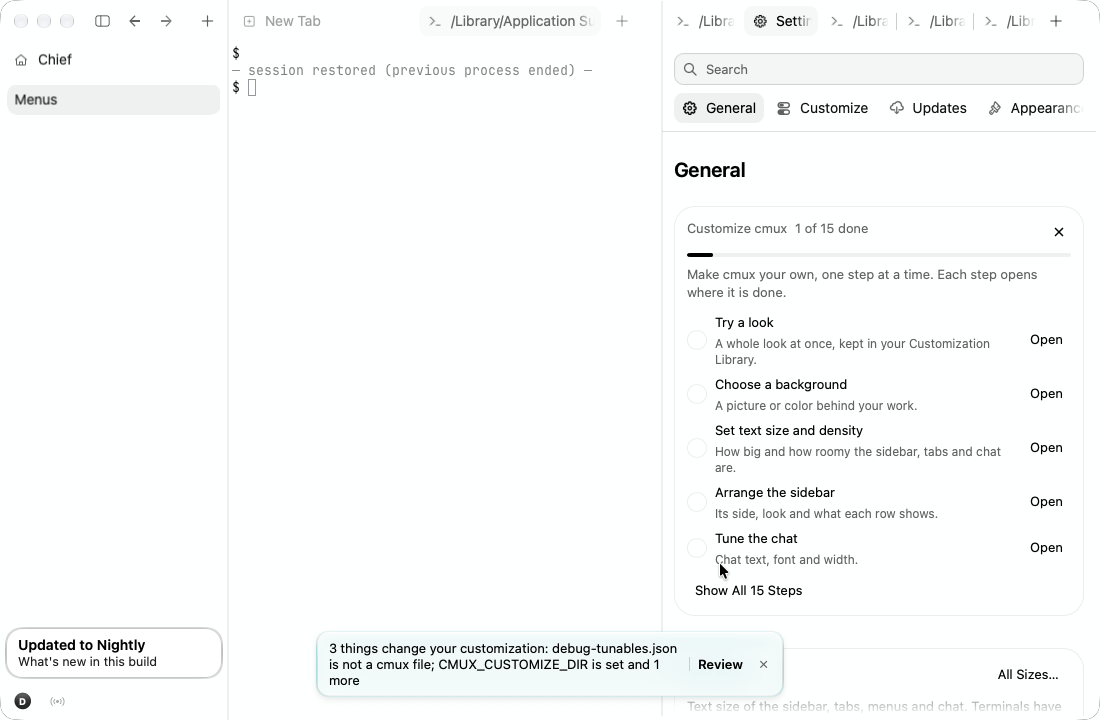 New Tab
/Library/Application Su
/Libra
Settin
/Libra
/Libra
/Libra
Chief
Menus
$
— session restored (previous process ended) —
$
Search
General
Customize
Updates
Appearanc
General
Customize cmux 1 of 15 done
Make cmux your own, one step at a time. Each step opens
where it is done.
Try a look
A whole look at once, kept in your Customization
Library.
Open
Choose a background
A picture or color behind your work.
Open
Set text size and density
How big and how roomy the sidebar, tabs and chat
are.
Open
Arrange the sidebar
Its side, look and what each row shows.
Open
Tune the chat
Chat text, font and width.
Open
Show All 15 Steps
All Sizes...
Text size of the sidebar, tabs, menus and chat. Terminals have
3 things change your customization: debug-tunables.json
is not a cmux file; CMUX_CUSTOMIZE_DIR is set and 1
more
Review
Updated to Nightly
What's new in this build
D